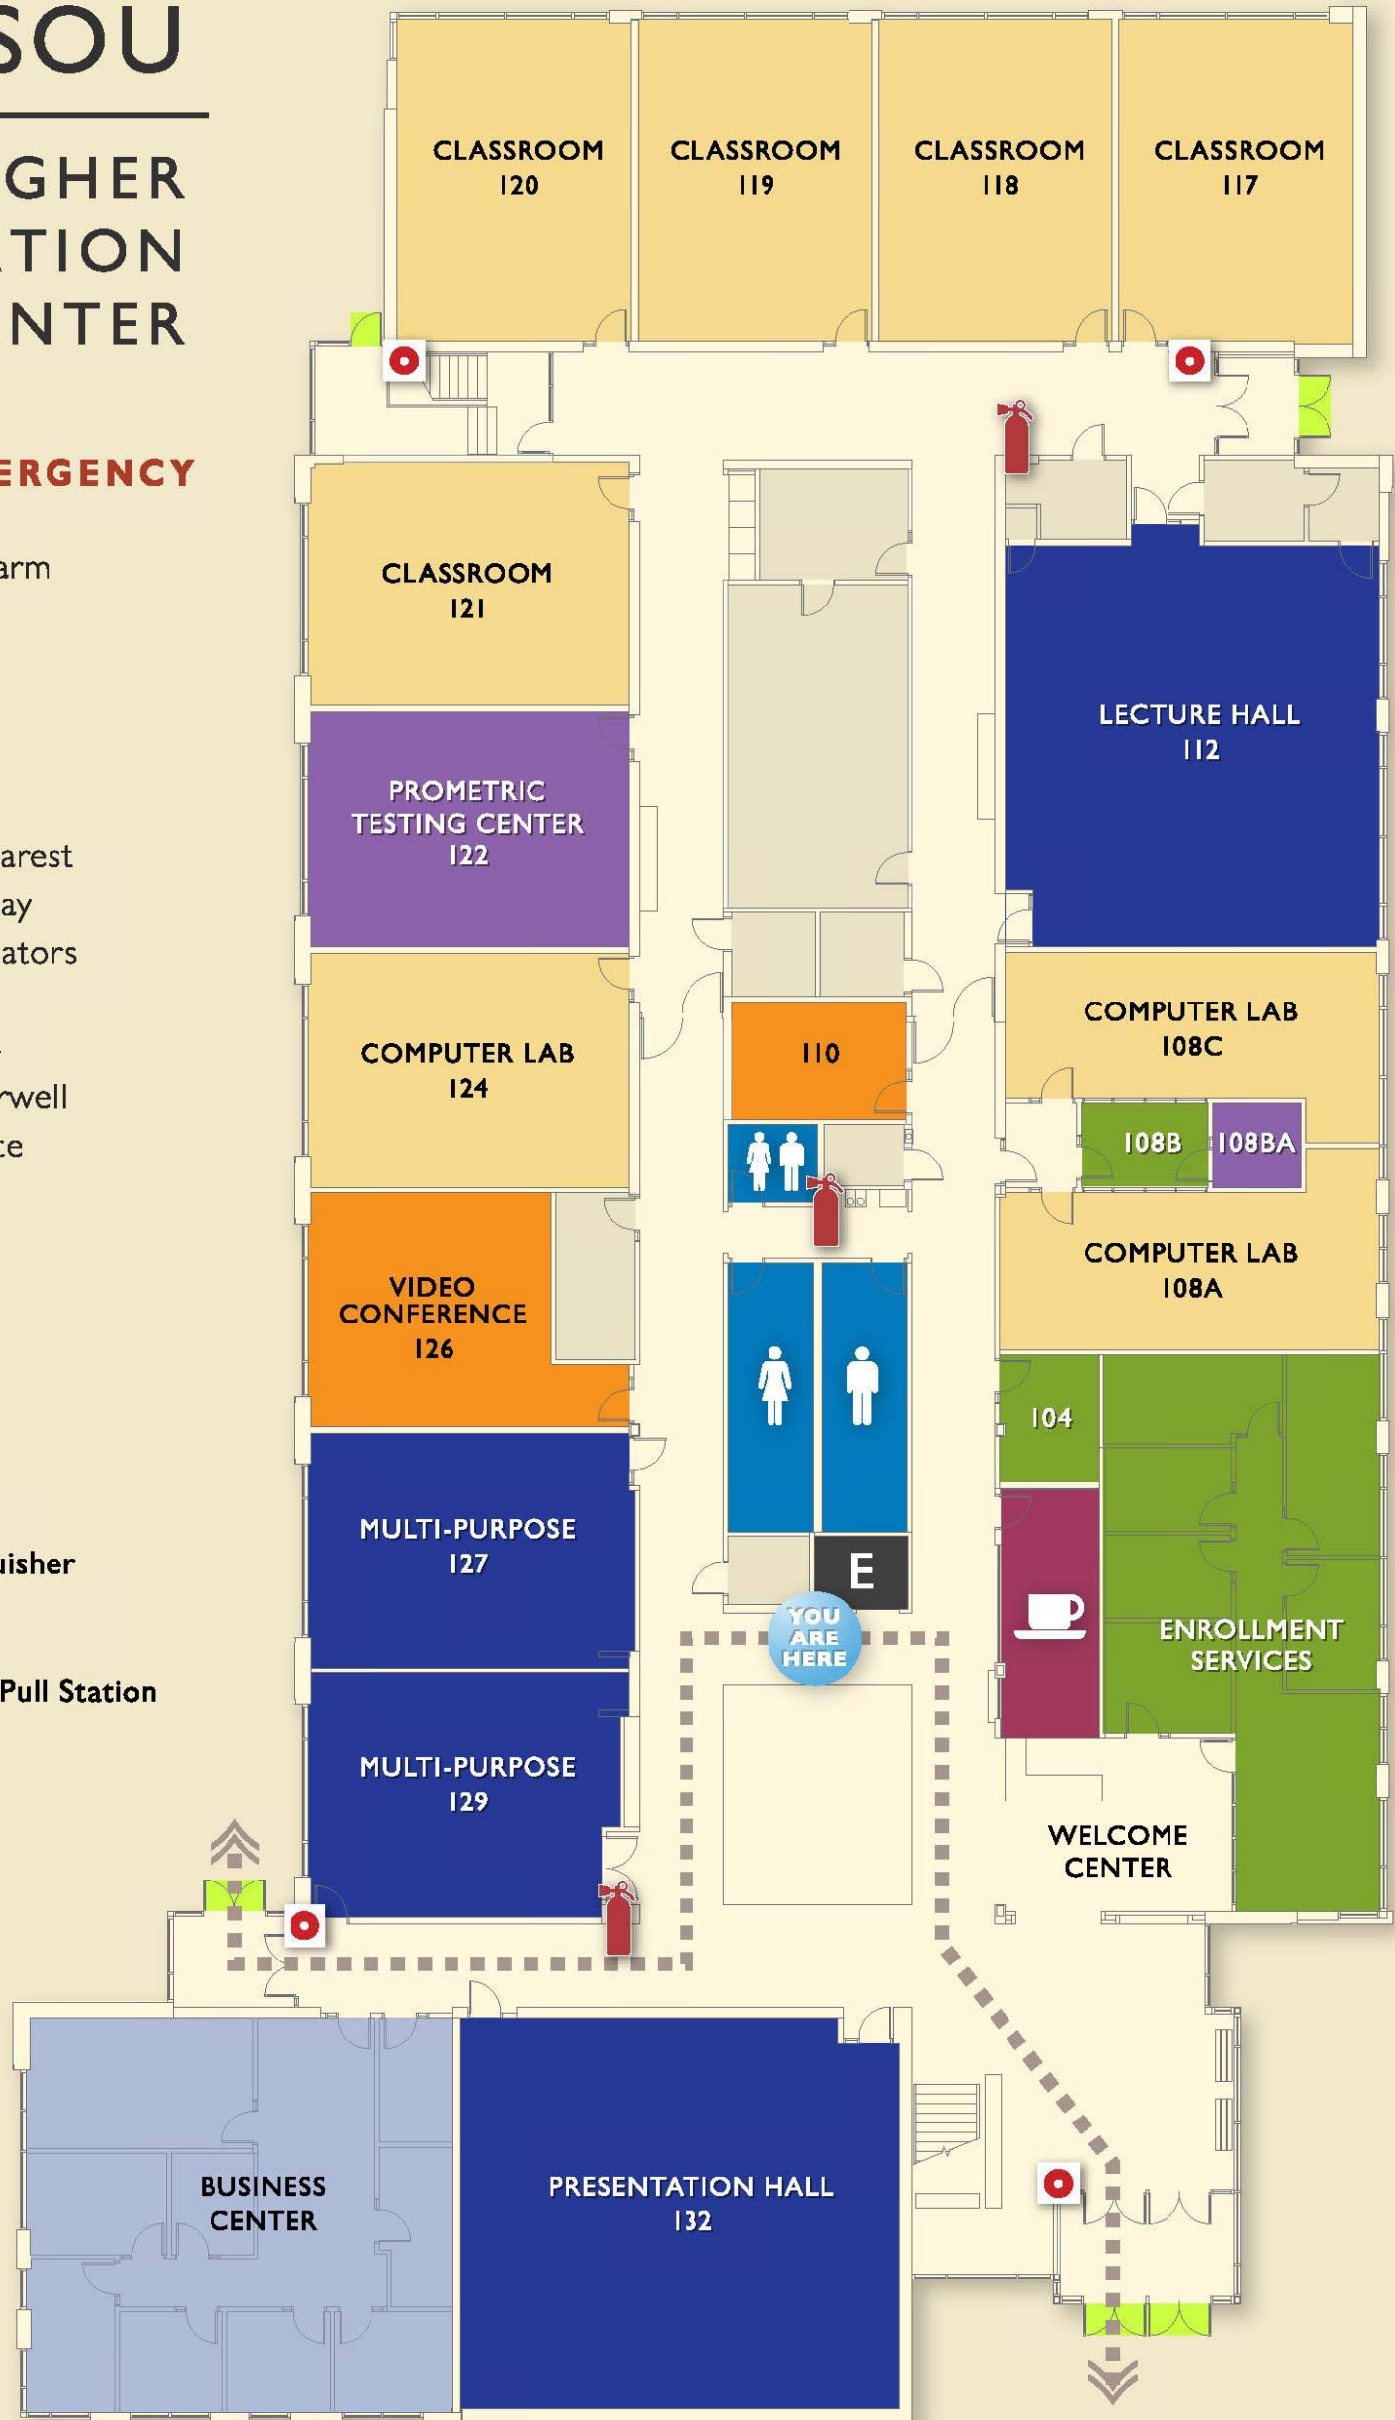 SOU
GHER
ATION
NTER
ERGENCY
arm
arest
ay
ators
rwell
ce
uisher
Pull Station
CLASSROOM
120
CLASSROOM
119
CLASSROOM
118
CLASSROOM
117
CLASSROOM
121
LECTURE HALL
112
PROMETRIC
TESTING CENTER
122
COMPUTER LAB
124
110
COMPUTER LAB
108C
108B
108BA
COMPUTER LAB
108A
VIDEO
CONFERENCE
126
104
MULTI-PURPOSE
127
E
YOU
ARE
HERE
ENROLLMENT
SERVICES
MULTI-PURPOSE
129
WELCOME
CENTER
BUSINESS
CENTER
PRESENTATION HALL
132